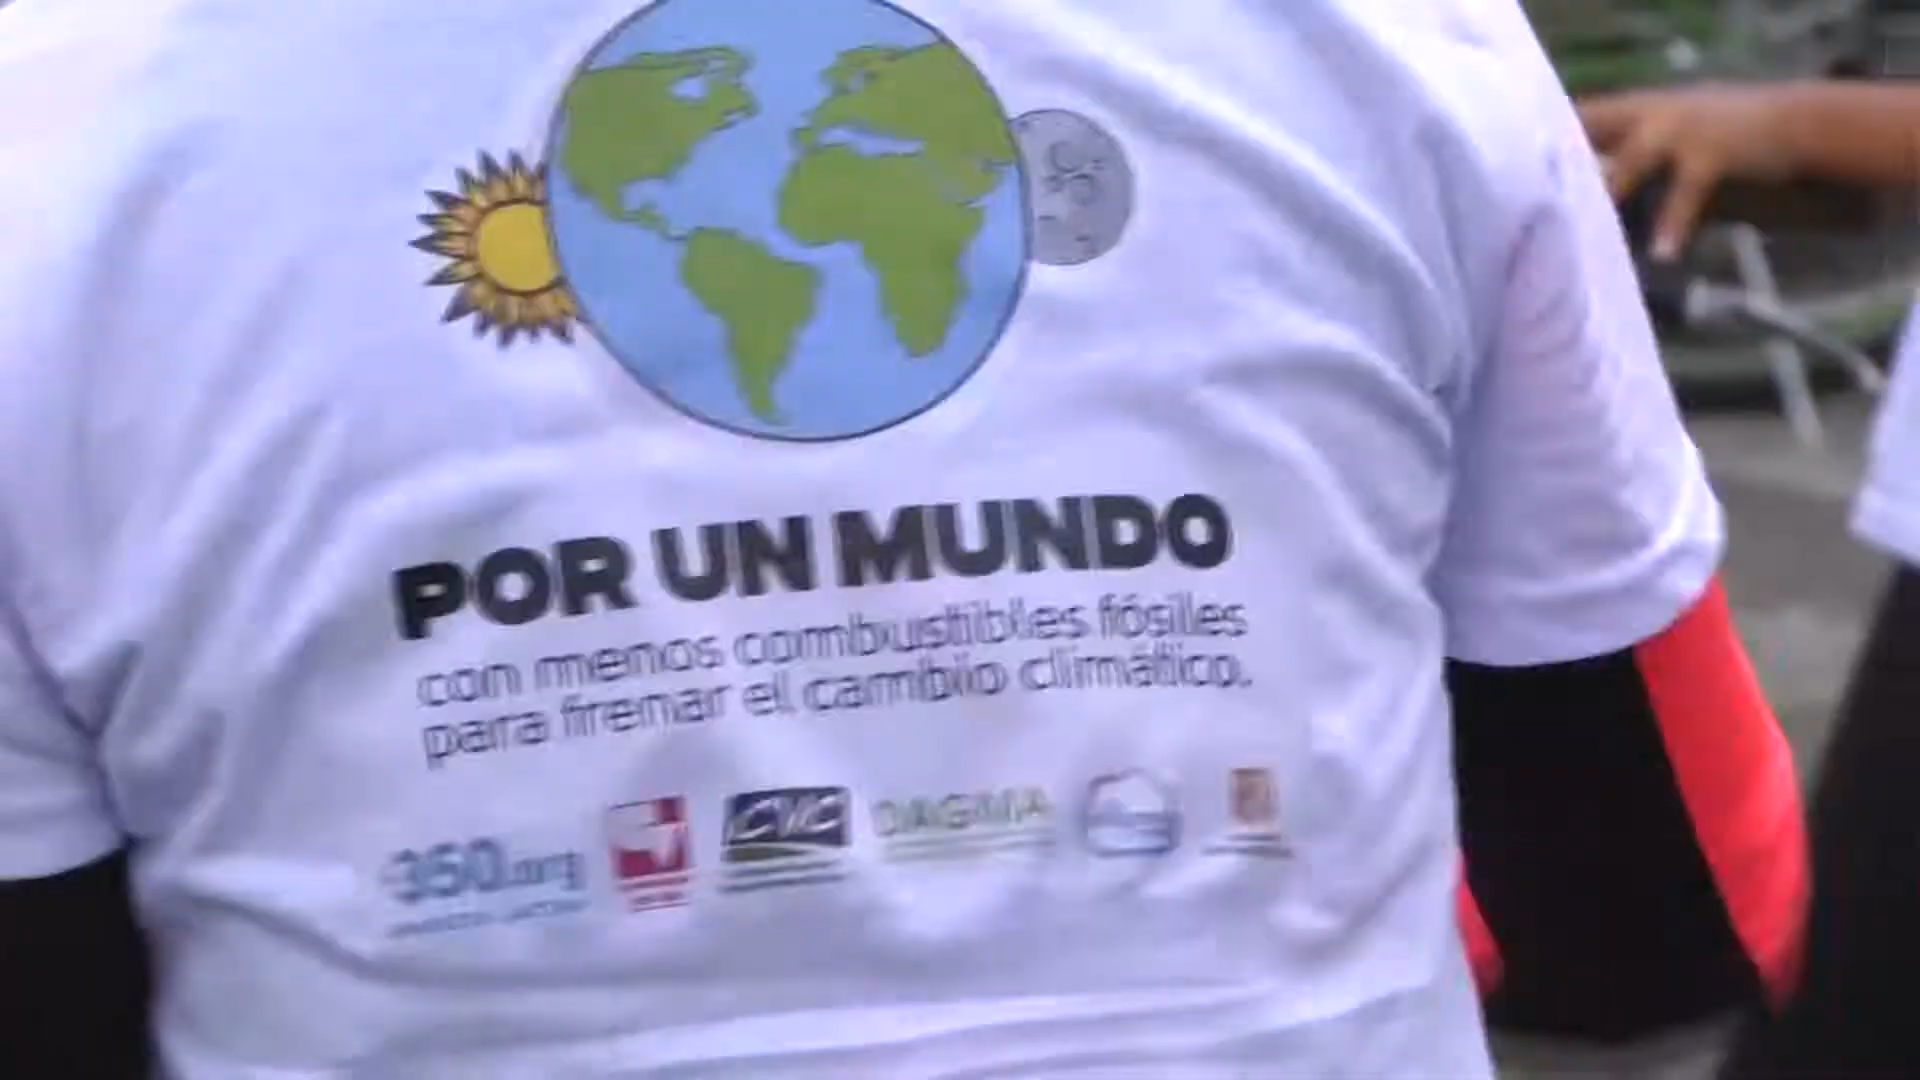 POR UN MUNDO
con menos combustibles fósiles
para frenar el cambio climático.
350.org CVC DAGMA